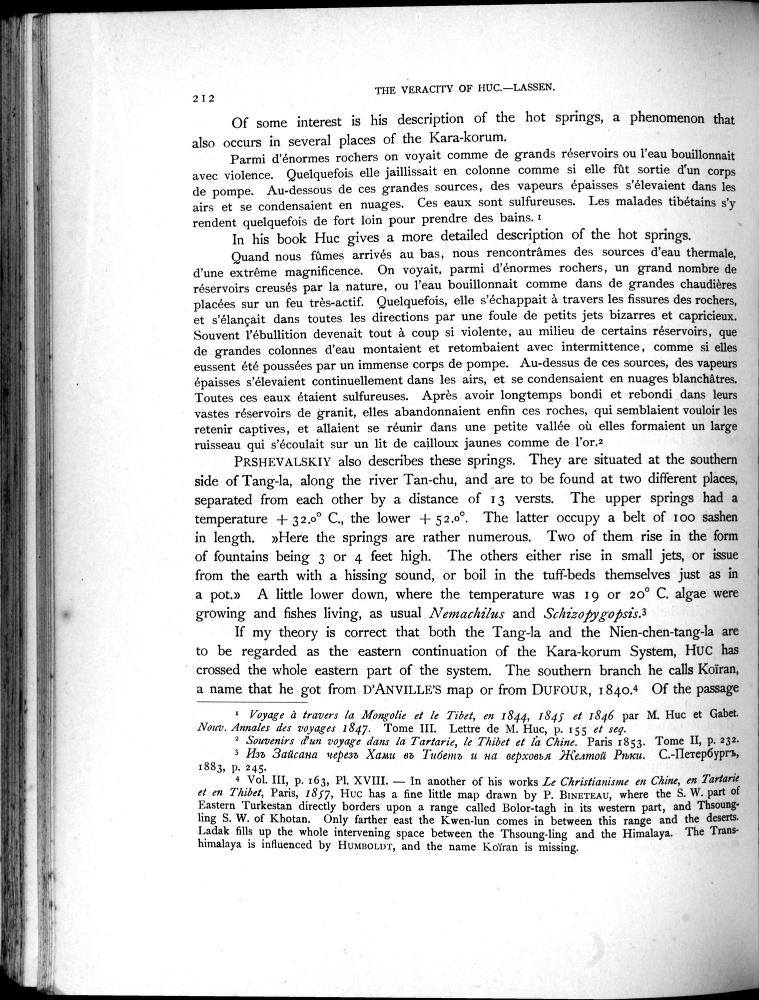 THE VERACITY OF HUC.—LASSEN.
212
Of some interest is his description of the hot springs, a phenomenon that
also occurs in several places of the Kara-korum.
Parmi d'énormes rochers on voyait comme de grands réservoirs ou l'eau bouillonnait
avec violence. Quelquefois elle jaillissait en colonne comme si elle fût sortie d'un corps
de pompe. Au-dessous de ces grandes sources, des vapeurs épaisses s'élevaient dans les
airs et se condensaient en nuages. Ces eaux sont sulfureuses. Les malades tibétains s'y
rendent quelquefois de fort loin pour prendre des bains. ¹
In his book Huc gives a more detailed description of the hot springs.
Quand nous fûmes arrivés au bas, nous rencontrâmes des sources d'eau thermale,
d'une extrême magnificence. On voyait, parmi d'énormes rochers, un grand nombre de
réservoirs creusés par la nature, ou l'eau bouillonnait comme dans de grandes chaudières
placées sur un feu très-actif. Quelquefois, elle s'échappait à travers les fissures des rochers,
et s'élançait dans toutes les directions par une foule de petits jets bizarres et capricieux.
Souvent l'ébullition devenait tout à coup si violente, au milieu de certains réservoirs, que
de grandes colonnes d'eau montaient et retombaient avec intermittence, comme si elles
eussent été poussées par un immense corps de pompe. Au-dessus de ces sources, des vapeurs
épaisses s'élevaient continuellement dans les airs, et se condensaient en nuages blanchâtres.
Toutes ces eaux étaient sulfureuses. Après avoir longtemps bondi et rebondi dans leurs
vastes réservoirs de granit, elles abandonnaient enfin ces roches, qui semblaient vouloir les
retenir captives, et allaient se réunir dans une petite vallée où elles formaient un large
ruisseau qui s'écoulait sur un lit de cailloux jaunes comme de l'or.²
PRSHEVALSKIY also describes these springs. They are situated at the southern
side of Tang-la, along the river Tan-chu, and are to be found at two different places,
separated from each other by a distance of 13 versts. The upper springs had a
temperature + 32.0° C., the lower + 52.0°. The latter occupy a belt of 100 sashen
in length. »Here the springs are rather numerous. Two of them rise in the form
of fountains being 3 or 4 feet high. The others either rise in small jets, or issue
from the earth with a hissing sound, or boil in the tuff-beds themselves just as in
a pot.» A little lower down, where the temperature was 19 or 20° C. algae were
growing and fishes living, as usual Nemachilus and Schizopygopsis.³
If my theory is correct that both the Tang-la and the Nien-chen-tang-la are
to be regarded as the eastern continuation of the Kara-korum System, HUC has
crossed the whole eastern part of the system. The southern branch he calls Koïran,
a name that he got from D'ANVILLE'S map or from DUFOUR, 1840.⁴ Of the passage
¹ Voyage à travers la Mongolie et le Tibet, en 1844, 1845 et 1846 par M. Huc et Gabet.
Nouv. Annales des voyages 1847. Tome III. Lettre de M. Huc, p. 155 et seq.
² Souvenirs d'un voyage dans la Tartarie, le Thibet et la Chine. Paris 1853. Tome II, p. 232.
³ Изъ Зайсана черезъ Хами въ Тибетъ и на верховья Желтой Рѣки. С.-Петербургъ,
1883, p. 245.
⁴ Vol. III, p. 163, Pl. XVIII. — In another of his works Le Christianisme en Chine, en Tartarie
et en Thibet, Paris, 1857, HUC has a fine little map drawn by P. BINETEAU, where the S. W. part of
Eastern Turkestan directly borders upon a range called Bolor-tagh in its western part, and Thsoung-
ling S. W. of Khotan. Only farther east the Kwen-lun comes in between this range and the deserts.
Ladak fills up the whole intervening space between the Thsoung-ling and the Himalaya. The Trans-
himalaya is influenced by HUMBOLDT, and the name Koïran is missing.